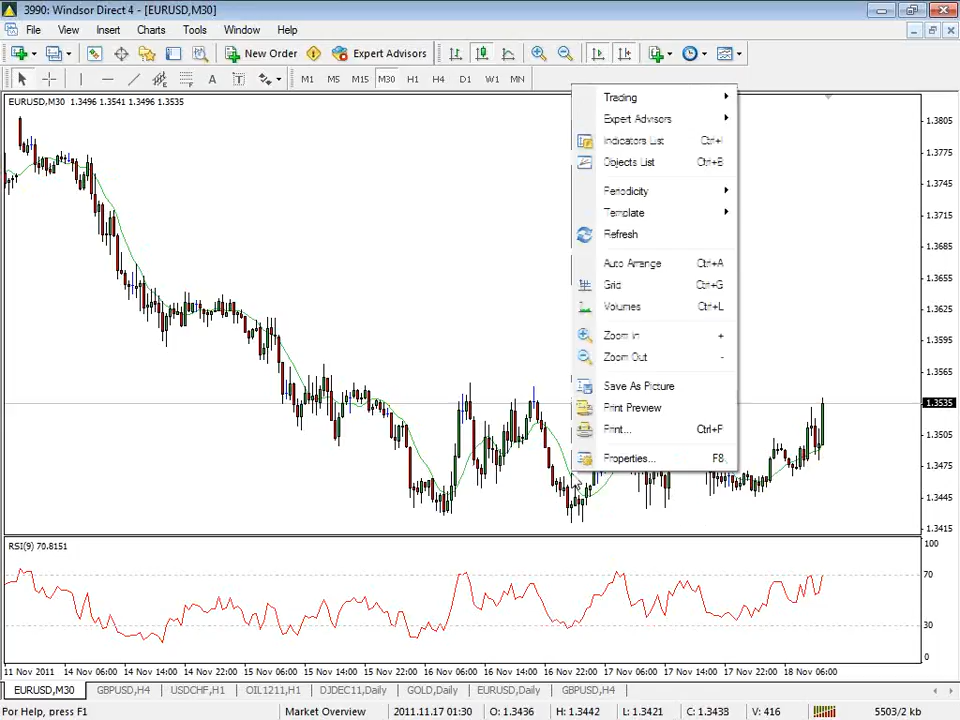 3990: Windsor Direct 4 - [EURUSD,M30]
File View Insert Charts Tools Window Help
New Order Expert Advisors
A T M1 M5 M15 M30 H1 H4 D1 W1 MN
EURUSD,M30 1.3496 1.3541 1.3496 1.3535
Trading
Expert Advisors
Indicators List Ctrl+I
Objects List Ctrl+B
Periodicity
Template
Refresh
Auto Arrange Ctrl+A
Grid Ctrl+G
Volumes Ctrl+L
Zoom In +
Zoom Out -
Save As Picture
Print Preview
Print... Ctrl+P
Properties... F8
1.3805
1.3775
1.3745
1.3715
1.3685
1.3655
1.3625
1.3595
1.3565
1.3535
1.3505
1.3475
1.3445
1.3415
RSI(9) 70.8151
100
70
30
0
11 Nov 2011 14 Nov 06:00 14 Nov 14:00 14 Nov 22:00 15 Nov 06:00 15 Nov 14:00 15 Nov 22:00 16 Nov 06:00 16 Nov 14:00 16 Nov 22:00 17 Nov 06:00 17 Nov 14:00 17 Nov 22:00 18 Nov 06:00
EURUSD,M30 GBPUSD,H4 USDCHF,H1 OIL1211,H1 DJDEC11,Daily GOLD,Daily EURUSD,Daily GBPUSD,H4
For Help, press F1 Market Overview 2011.11.17 01:30 O: 1.3436 H: 1.3442 L: 1.3421 C: 1.3438 V: 416 5503/2 kb